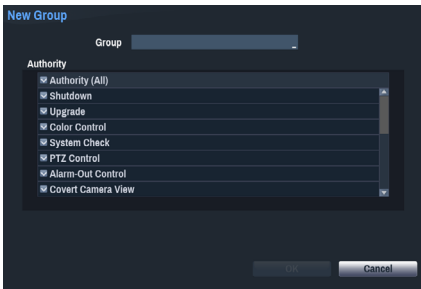 New Group
Group
Authority
Authority (All)
Shutdown
Upgrade
Color Control
System Check
PTZ Control
Alarm-Out Control
Covert Camera View
OK
Cancel